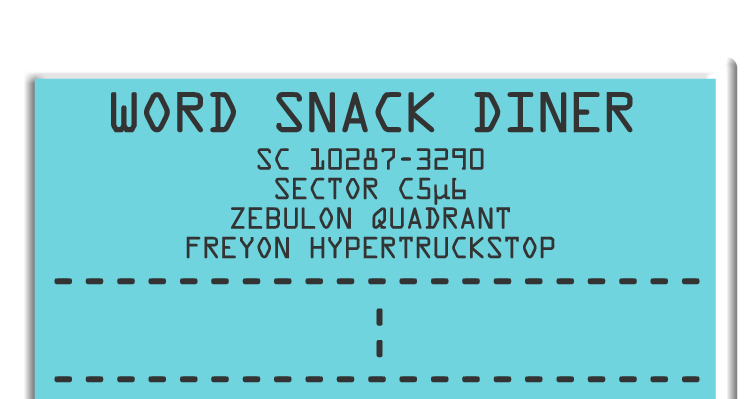 WORD SNACK DINER
SC 10287-3290
SECTOR C5µ6
ZEBULON QUADRANT
FREYON HYPERTRUCKSTOP